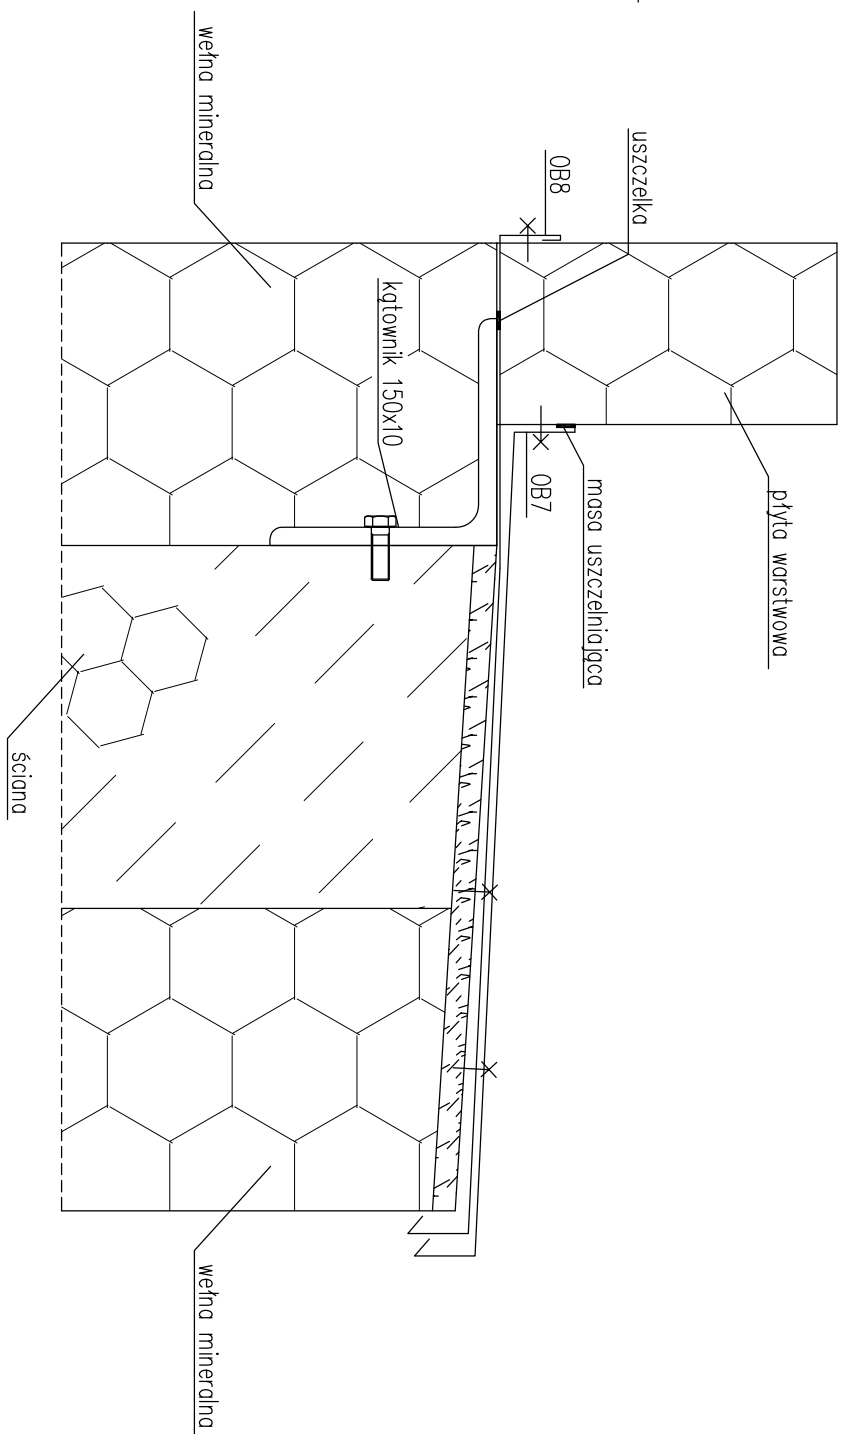 uszczelka
OB8
wełna mineralna
kątownik 150x10
płyta warstwowa
masa uszczelniająca
OB7
ściana
wełna mineralna